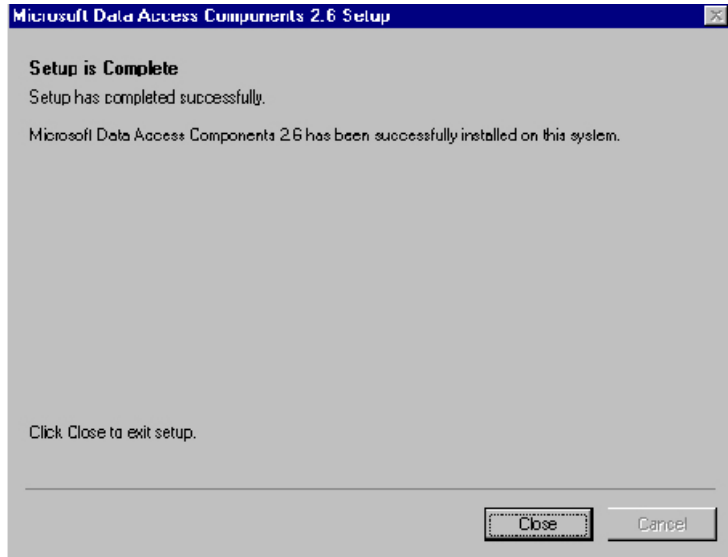 Microsoft Data Access Components 2.6 Setup
Setup is Complete
Setup has completed successfully.
Microsoft Data Access Components 2.6 has been successfully installed on this system.
Click Close to exit setup.
Close
Cancel